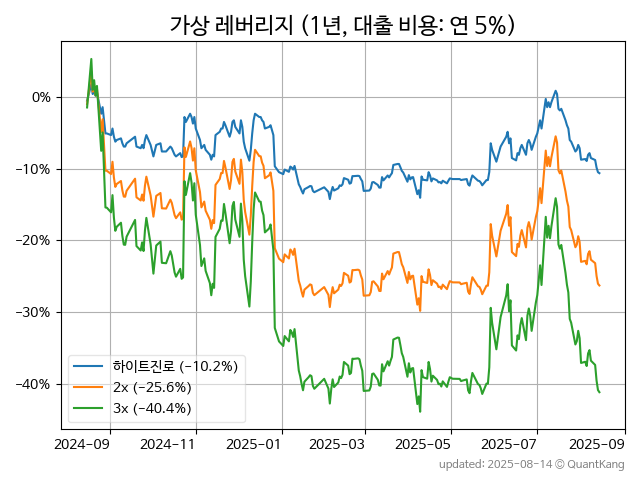 가상 레버리지 (1년, 대출 비용: 연 5%)
0%
−10%
−20%
−30%
−40%
하이트진로 (−10.2%)
2x (−25.6%)
3x (−40.4%)
2024−09 2024−11 2025−01 2025−03 2025−05 2025−07 2025−09
updated: 2025-08-14 © QuantKang